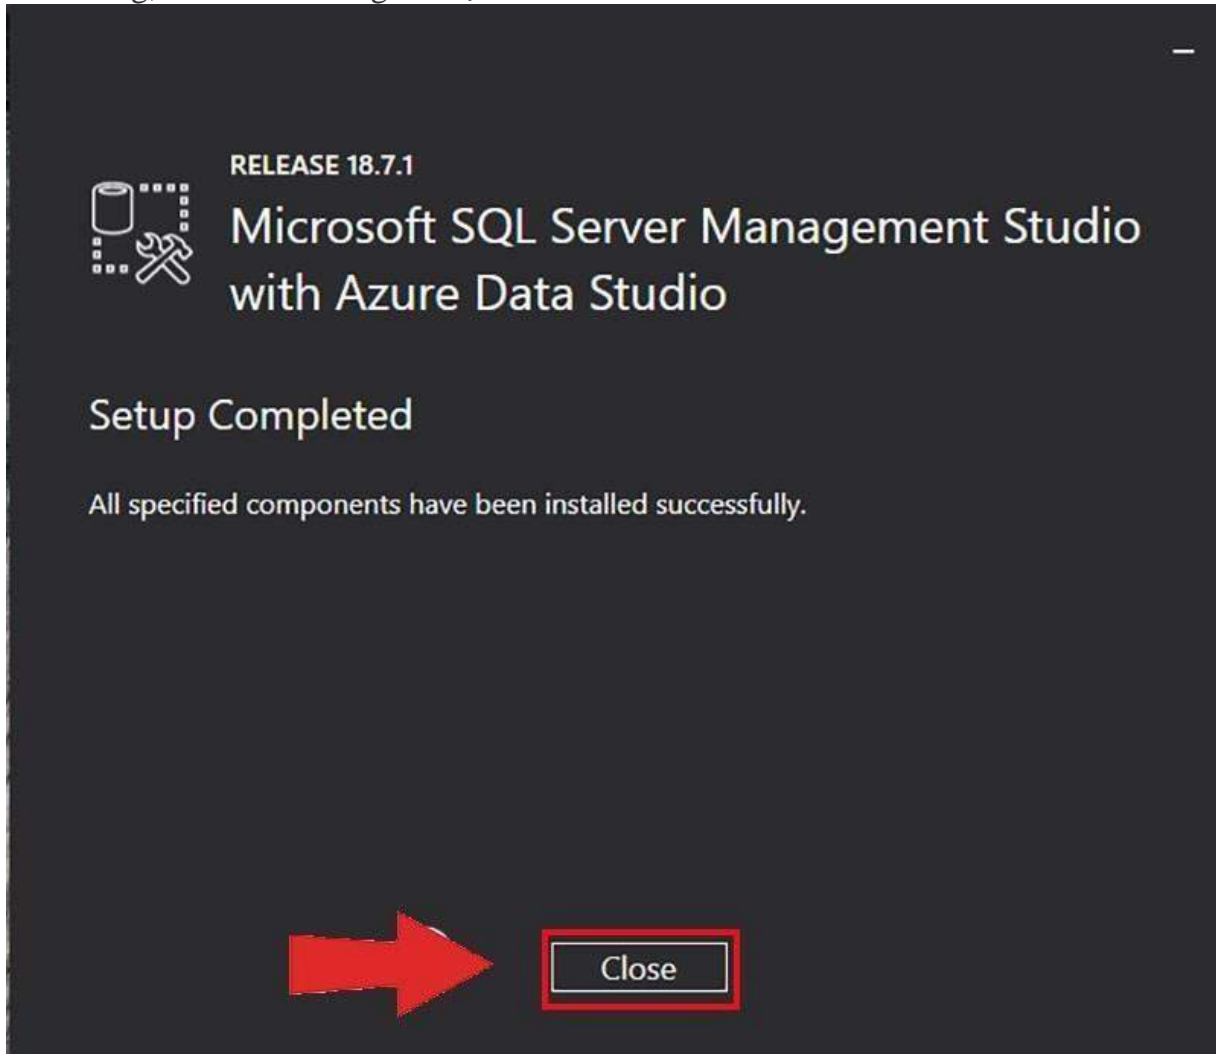 RELEASE 18.7.1
Microsoft SQL Server Management Studio
with Azure Data Studio
Setup Completed
All specified components have been installed successfully.
Close